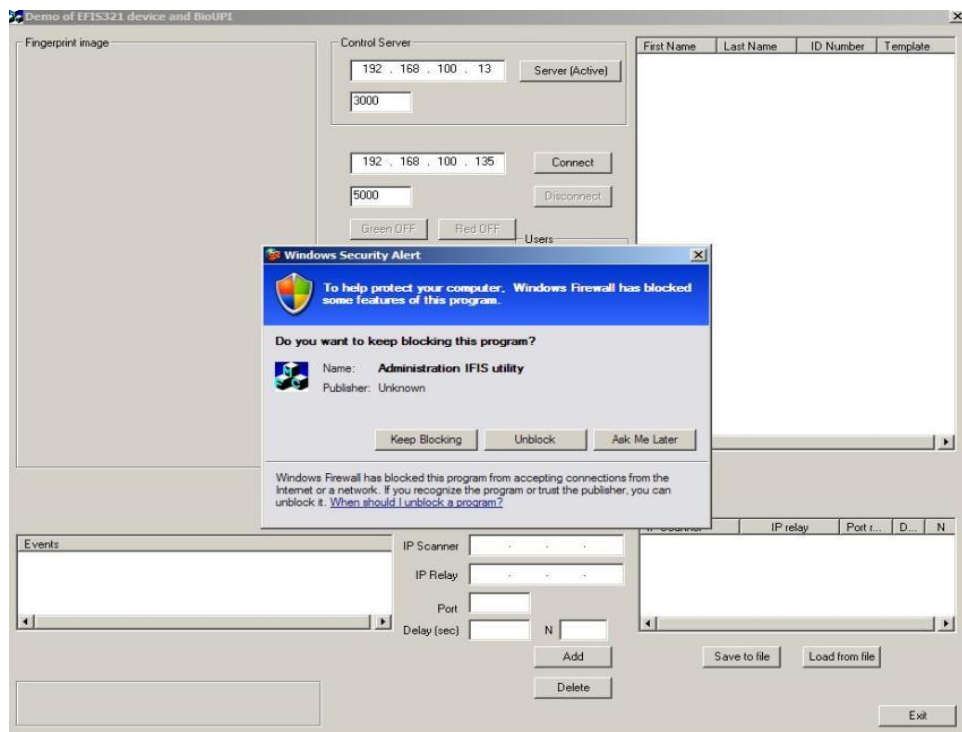 Demo of EFIS321 device and BioUPI
Fingerprint image
Control Server
192 . 168 . 100 . 13
Server (Active)
3000
192 . 168 . 100 . 135
Connect
5000
Disconnect
Green OFF
Red OFF
Users
First Name
Last Name
ID Number
Template
Windows Security Alert
To help protect your computer, Windows Firewall has blocked
some features of this program.
Do you want to keep blocking this program?
Name: Administration IFIS utility
Publisher: Unknown
Keep Blocking
Unblock
Ask Me Later
Windows Firewall has blocked this program from accepting connections from the
Internet or a network. If you recognize the program or trust the publisher, you can
unblock it. When should I unblock a program?
Events
IP Scanner
IP Relay
Port
Delay (sec)
N
Add
Delete
IP relay
Port r...
D...
N
Save to file
Load from file
Exit